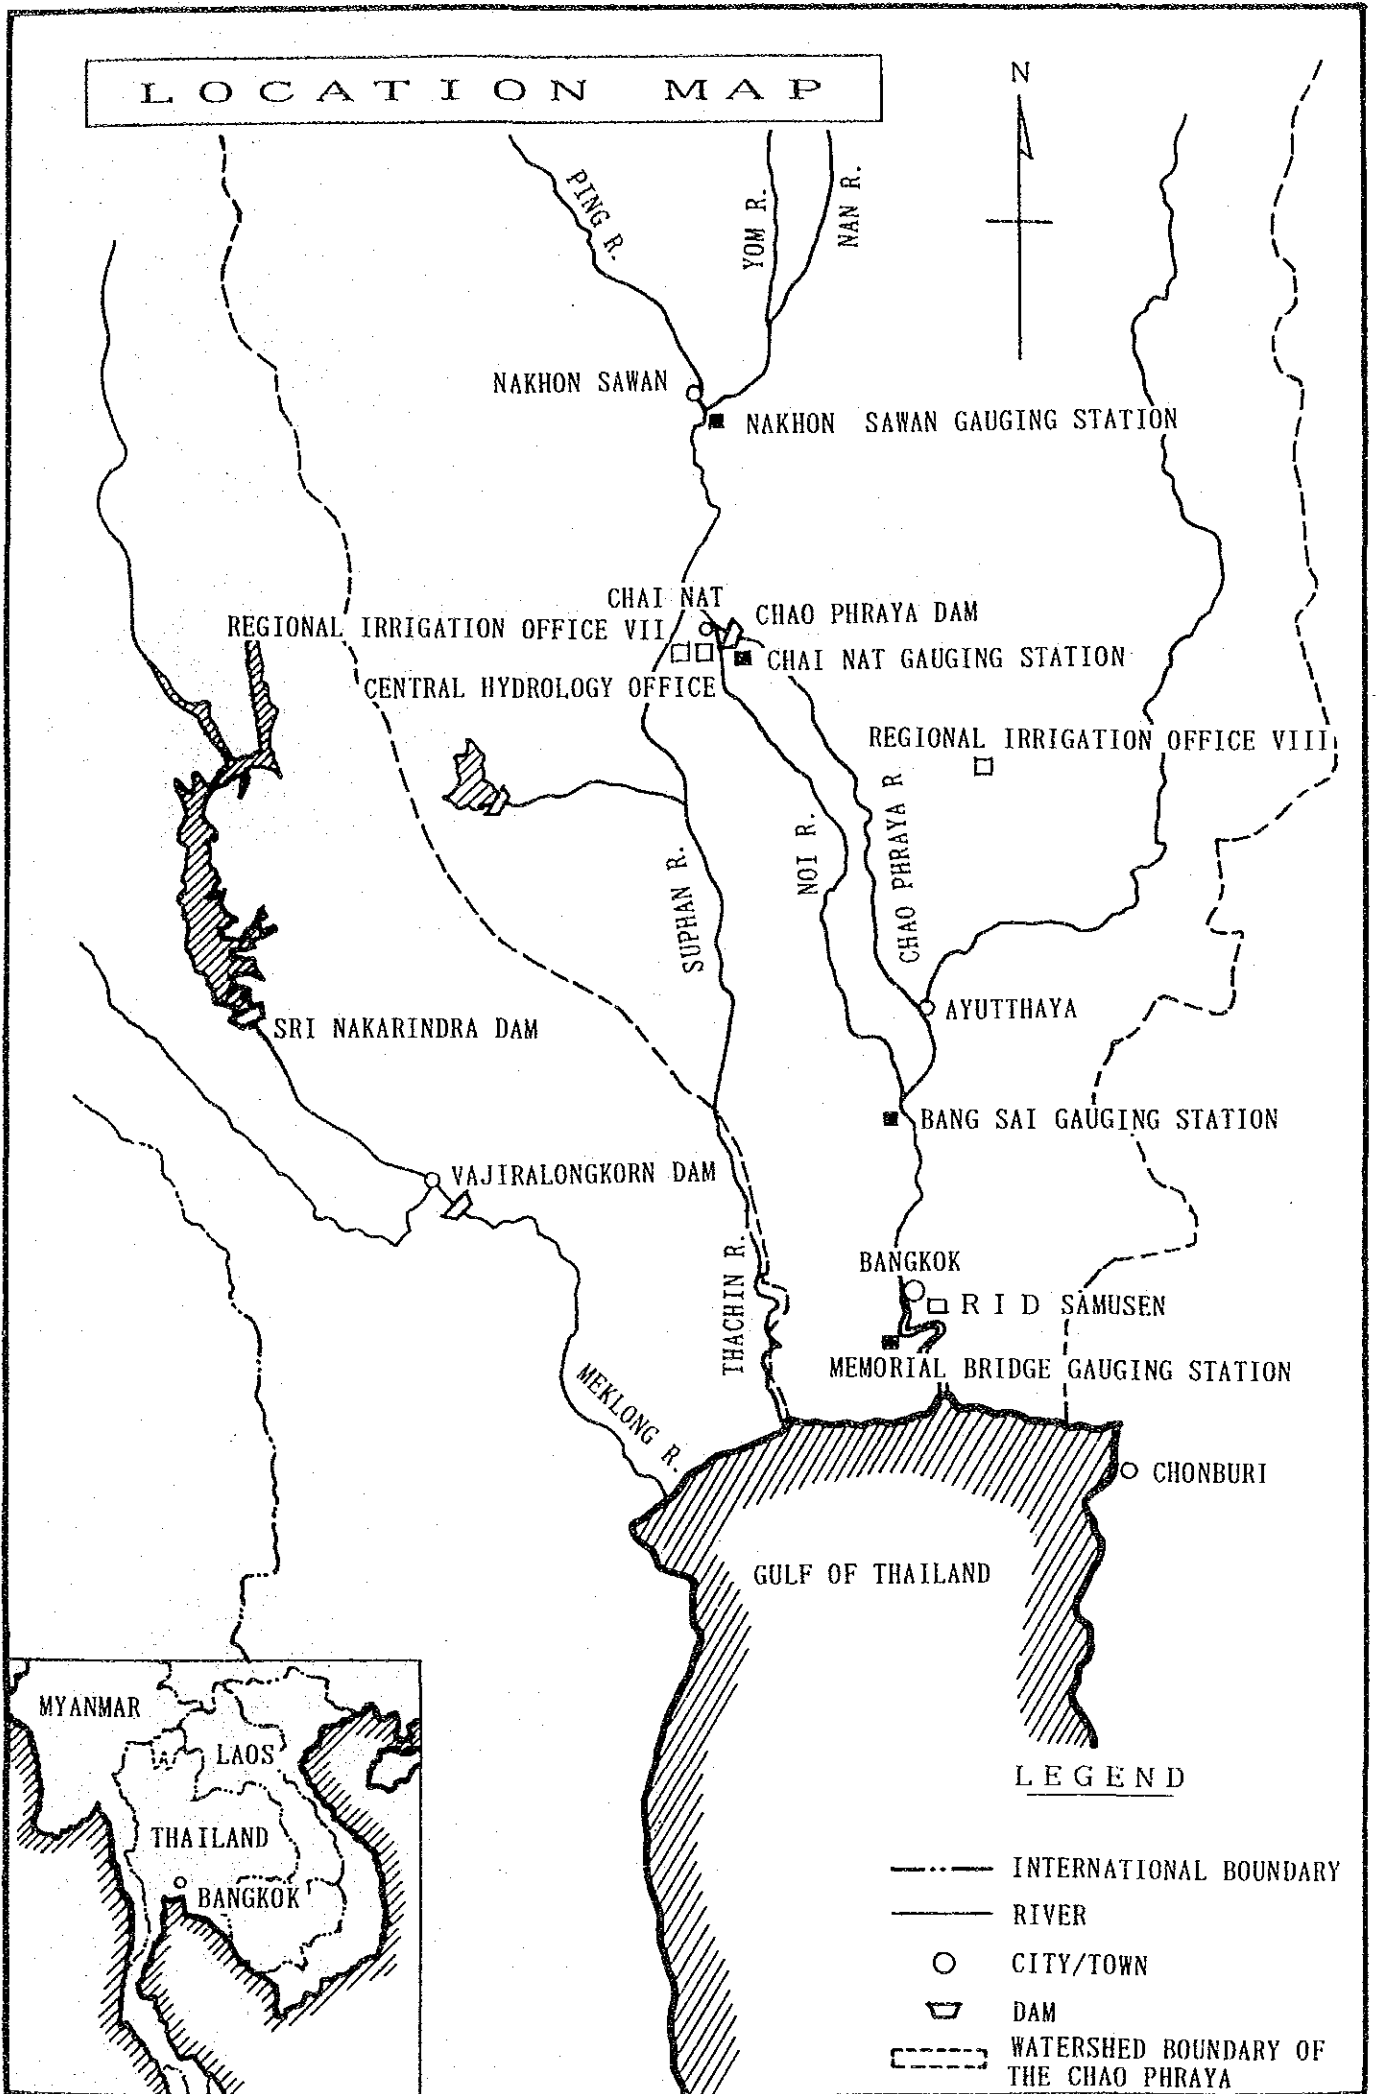 LOCATION MAP
N
PING R.
YOM R.
NAN R.
NAKHON SAWAN
NAKHON SAWAN GAUGING STATION
CHAI NAT
CHAO PHRAYA DAM
REGIONAL IRRIGATION OFFICE VII
CHAI NAT GAUGING STATION
CENTRAL HYDROLOGY OFFICE
REGIONAL IRRIGATION OFFICE VIII
CHAO PHRAYA R
NOI R.
SUPHAN R.
AYUTTHAYA
SRI NAKARINDRA DAM
BANG SAI GAUGING STATION
VAJIRALONGKORN DAM
THACHIN R.
BANGKOK
RID SAMUSEN
MEMORIAL BRIDGE GAUGING STATION
MEKLONG R.
CHONBURI
GULF OF THAILAND
MYANMAR
LAOS
THAILAND
BANGKOK
LEGEND
INTERNATIONAL BOUNDARY
RIVER
CITY/TOWN
DAM
WATERSHED BOUNDARY OF
THE CHAO PHRAYA